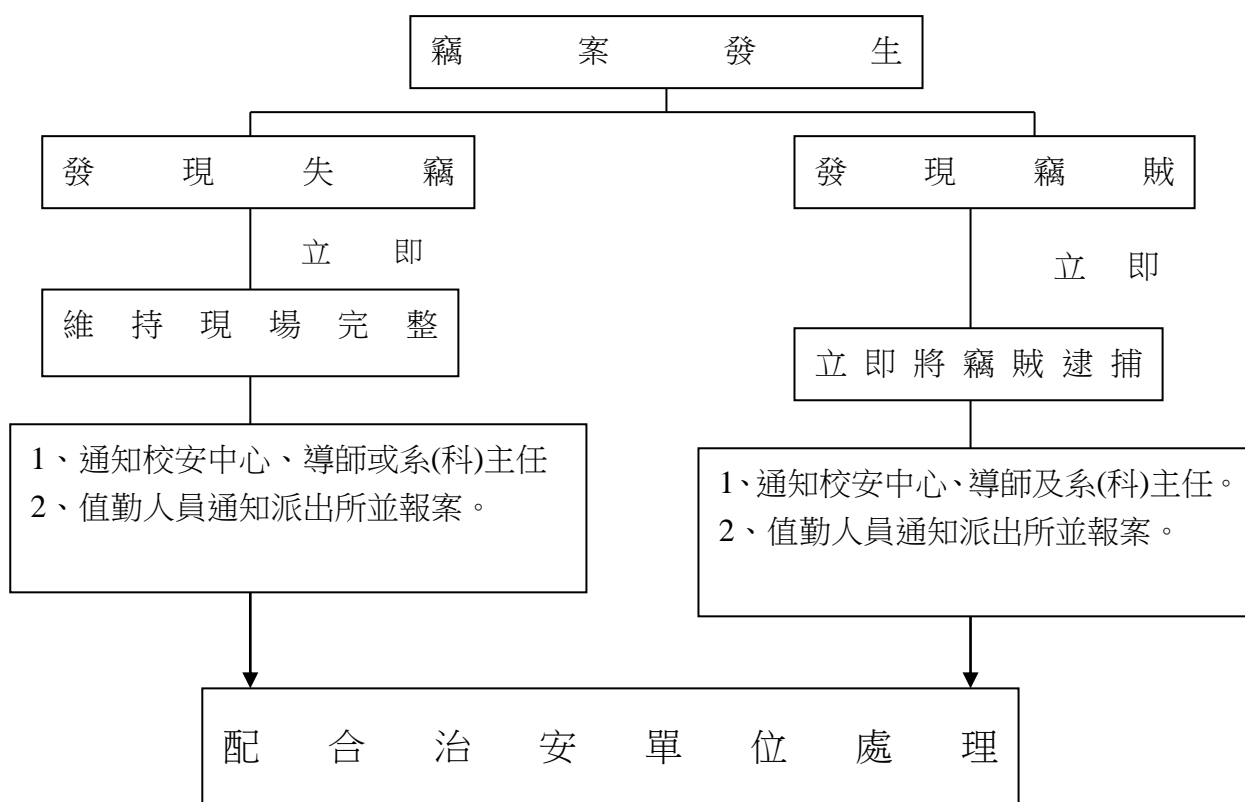 竊案發生
發現失竊
發現竊賊
立即
立即
維持現場完整
立即將竊賊逮捕
1、通知校安中心、導師或系(科)主任
2、值勤人員通知派出所並報案。
1、通知校安中心、導師及系(科)主任。
2、值勤人員通知派出所並報案。
配合治安單位處理